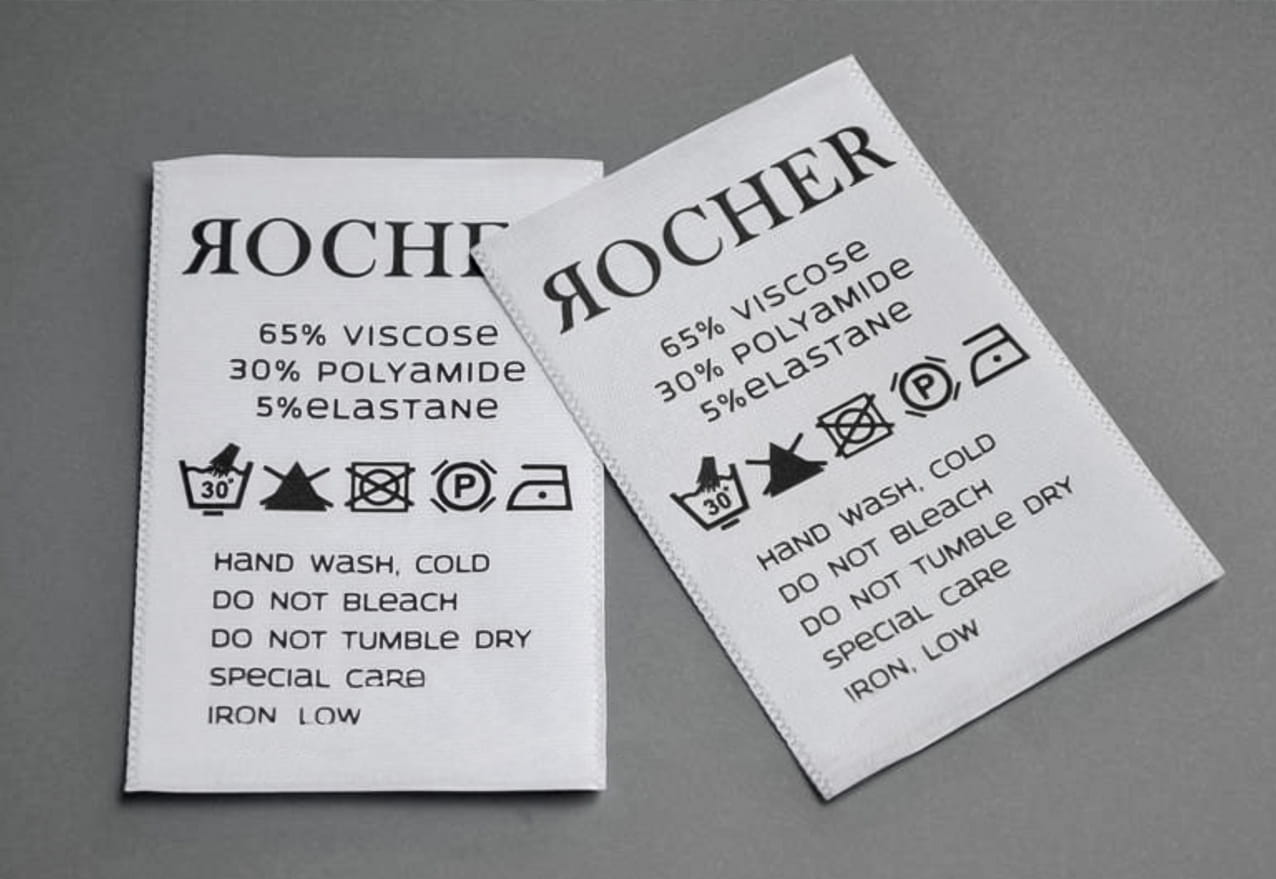 ЯOCHE
65% VISCOSE
30% POLYAMIDE
5%ELASTANE
30°
P
HAND WASH, COLD
DO NOT BLEACH
DO NOT TUMBLE DRY
SPECIAL CARE
IRON LOW
ЯOCHER
65% VISCOSE
30% POLYAMIDE
5%ELASTANE
30°
P
HAND WASH, COLD
DO NOT BLEACH
DO NOT TUMBLE DRY
SPECIAL CARE
IRON, LOW